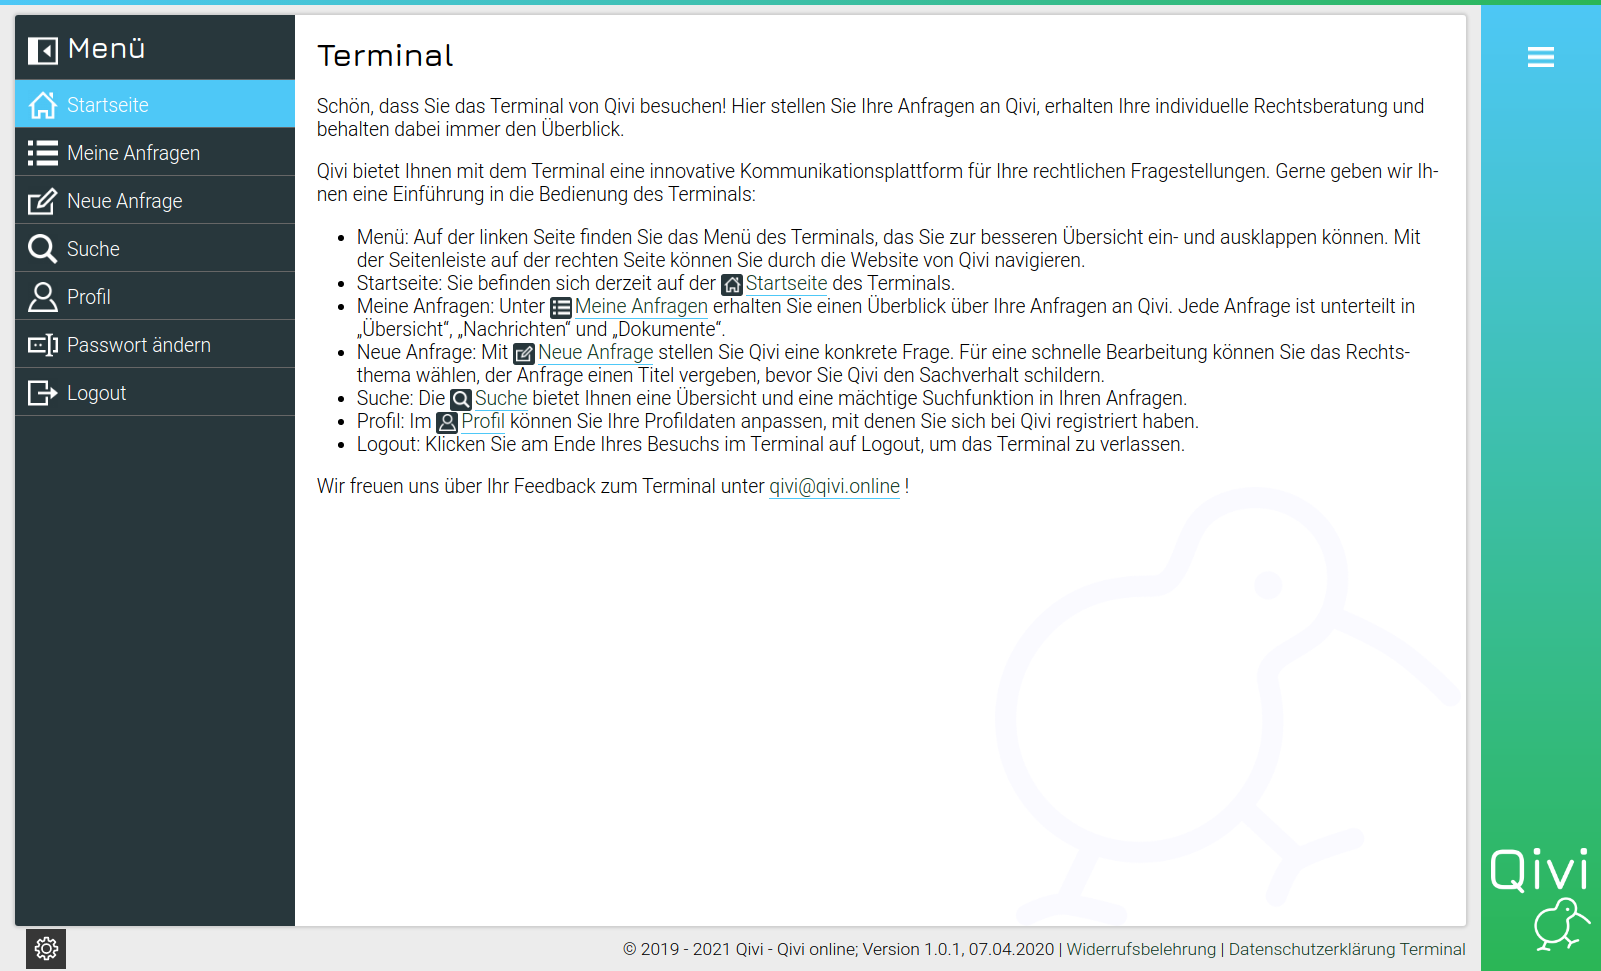 Menü
Startseite
Meine Anfragen
Neue Anfrage
Suche
Profil
Passwort ändern
Logout
Terminal
Schön, dass Sie das Terminal von Qivi besuchen! Hier stellen Sie Ihre Anfragen an Qivi, erhalten Ihre individuelle Rechtsberatung und
behalten dabei immer den Überblick.
Qivi bietet Ihnen mit dem Terminal eine innovative Kommunikationsplattform für Ihre rechtlichen Fragestellungen. Gerne geben wir Ih-
nen eine Einführung in die Bedienung des Terminals:
• Menü: Auf der linken Seite finden Sie das Menü des Terminals, das Sie zur besseren Übersicht ein- und ausklappen können. Mit
der Seitenleiste auf der rechten Seite können Sie durch die Website von Qivi navigieren.
• Startseite: Sie befinden sich derzeit auf der Startseite des Terminals.
• Meine Anfragen: Unter Meine Anfragen erhalten Sie einen Überblick über Ihre Anfragen an Qivi. Jede Anfrage ist unterteilt in
„Übersicht“, „Nachrichten“ und „Dokumente“.
• Neue Anfrage: Mit Neue Anfrage stellen Sie Qivi eine konkrete Frage. Für eine schnelle Bearbeitung können Sie das Rechts-
thema wählen, der Anfrage einen Titel vergeben, bevor Sie Qivi den Sachverhalt schildern.
• Suche: Die Suche bietet Ihnen eine Übersicht und eine mächtige Suchfunktion in Ihren Anfragen.
• Profil: Im Profil können Sie Ihre Profildaten anpassen, mit denen Sie sich bei Qivi registriert haben.
• Logout: Klicken Sie am Ende Ihres Besuchs im Terminal auf Logout, um das Terminal zu verlassen.
Wir freuen uns über Ihr Feedback zum Terminal unter qivi@qivi.online !
Qivi
© 2019 - 2021 Qivi - Qivi online; Version 1.0.1, 07.04.2020 | Widerrufsbelehrung | Datenschutzerklärung Terminal